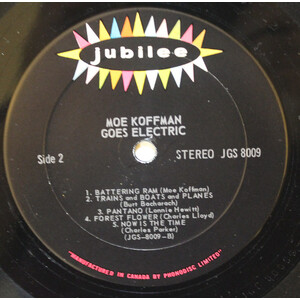 jubilee
MOE KOFFMAN
GOES ELECTRIC
Side 2
STEREO JGS 8009
1. BATTERING RAM (Moe Koffman)
2. TRAINS and BOATS and PLANES
(Burt Bacharach)
3. PANTANO (Lonnie Hewitt)
4. FOREST FLOWER (Charles Lloyd)
5. NOW IS THE TIME
(Charles Parker)
(JGS-8009-B)
"MANUFACTURED IN CANADA BY PHONODISC LIMITED"